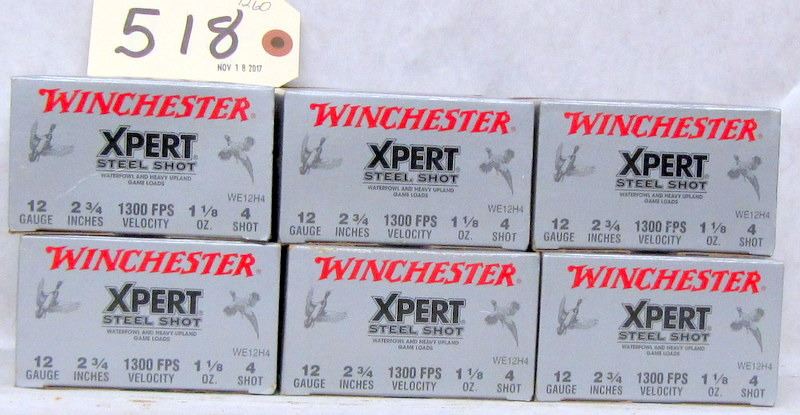 1260
518
NOV 18 2017
WINCHESTER
XPERT
STEEL SHOT
WATERFOWL AND HEAVY UPLAND
GAME LOADS
WE12H4
12 GAUGE 2 3/4 INCHES 1300 FPS VELOCITY 1 1/8 OZ. 4 SHOT
WINCHESTER
XPERT
STEEL SHOT
WATERFOWL AND HEAVY UPLAND
GAME LOADS
WE12H4
12 GAUGE 2 3/4 INCHES 1300 FPS VELOCITY 1 1/8 OZ. 4 SHOT
WINCHESTER
XPERT
STEEL SHOT
WATERFOWL AND HEAVY UPLAND
GAME LOADS
WE12H4
12 GAUGE 2 3/4 INCHES 1300 FPS VELOCITY 1 1/8 OZ. 4 SHOT
WINCHESTER
XPERT
STEEL SHOT
WATERFOWL AND HEAVY UPLAND
GAME LOADS
WE12H4
12 GAUGE 2 3/4 INCHES 1300 FPS VELOCITY 1 1/8 OZ. 4 SHOT
WINCHESTER
XPERT
STEEL SHOT
WATERFOWL AND HEAVY UPLAND
GAME LOADS
WE12H4
12 GAUGE 2 3/4 INCHES 1300 FPS VELOCITY 1 1/8 OZ. 4 SHOT
WINCHESTER
XPERT
STEEL SHOT
WATERFOWL AND HEAVY UPLAND
GAME LOADS
WE12H4
12 GAUGE 2 3/4 INCHES 1300 FPS VELOCITY 1 1/8 OZ. 4 SHOT